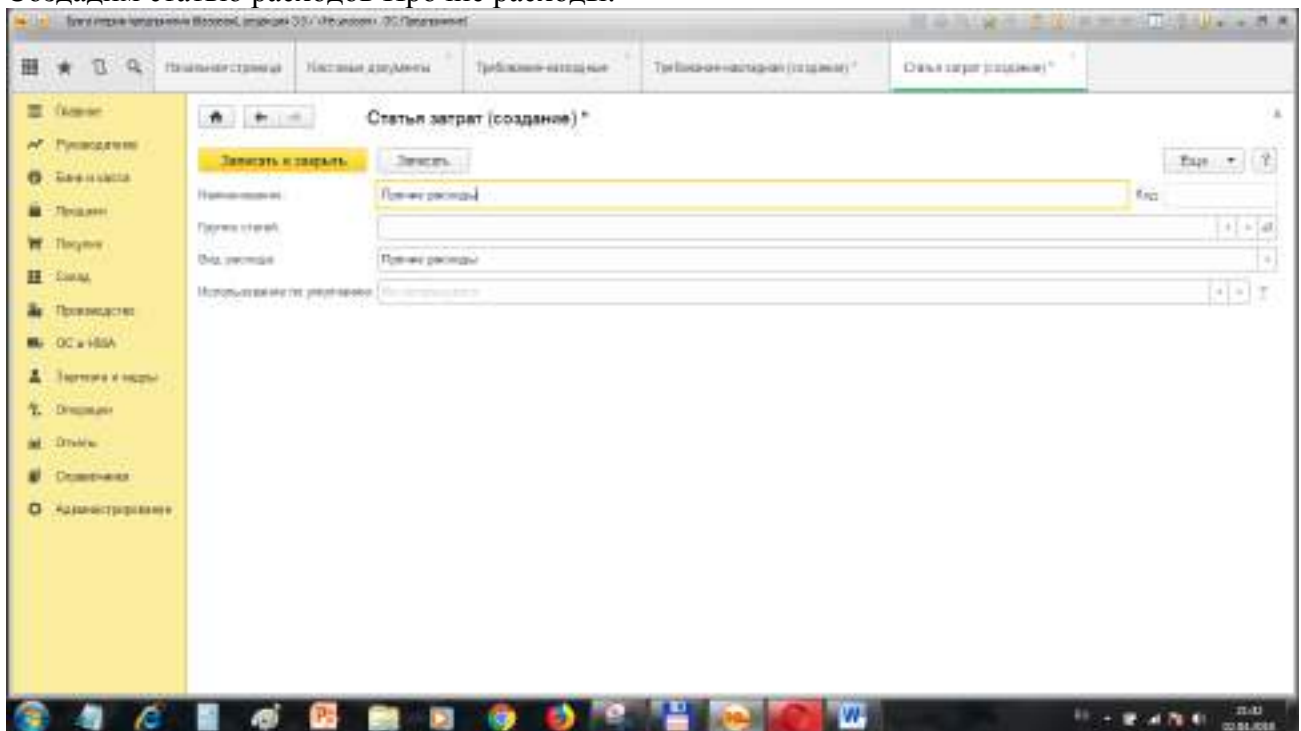 Создадим статью расходов Прочие расходы.
Начальная страница Кассовые документы Требования-накладные Требование-накладная (создание) * Статья затрат (создание) *
Главное
Руководителю
Банк и касса
Продажи
Покупки
Склад
Производство
ОС и НМА
Зарплата и кадры
Операции
Отчеты
Справочники
Администрирование
Статья затрат (создание) *
Записать и закрыть Записать Еще ?
Наименование: Прочие расходы Код:
Группа статей:
Вид расхода: Прочие расходы
Использование по умолчанию: ?
21:42